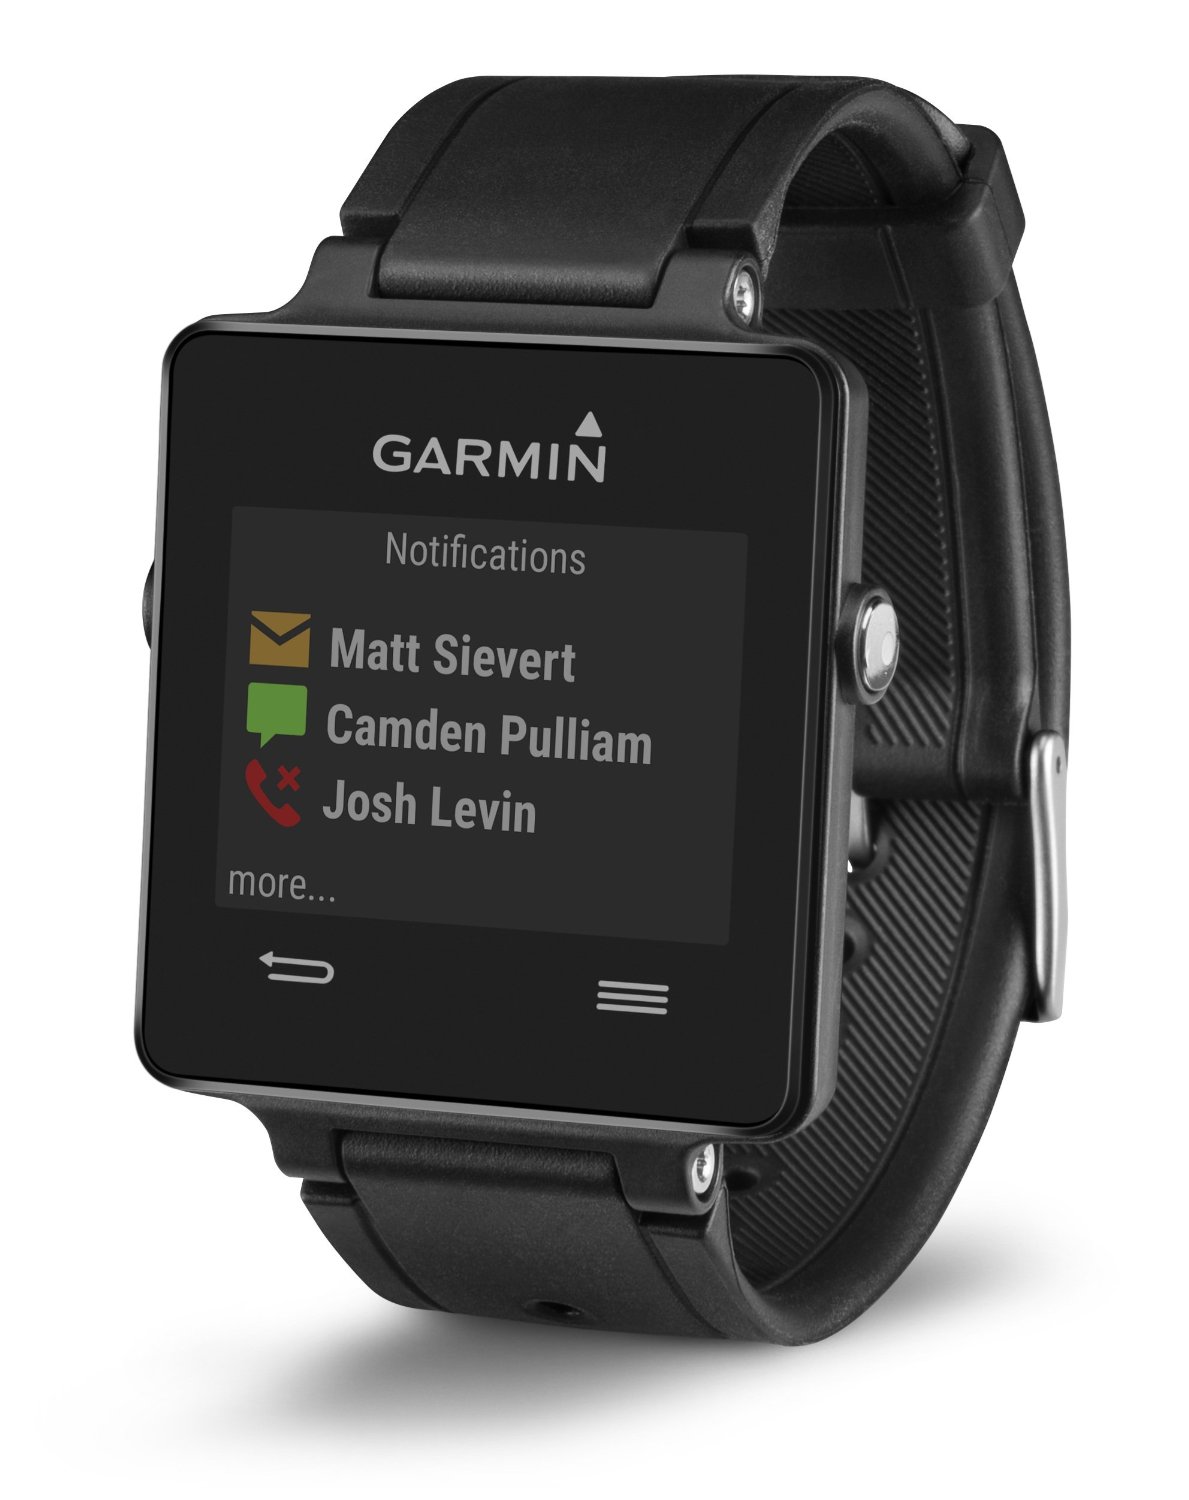 GARMIN
Notifications
Matt Sievert
Camden Pulliam
Josh Levin
more...